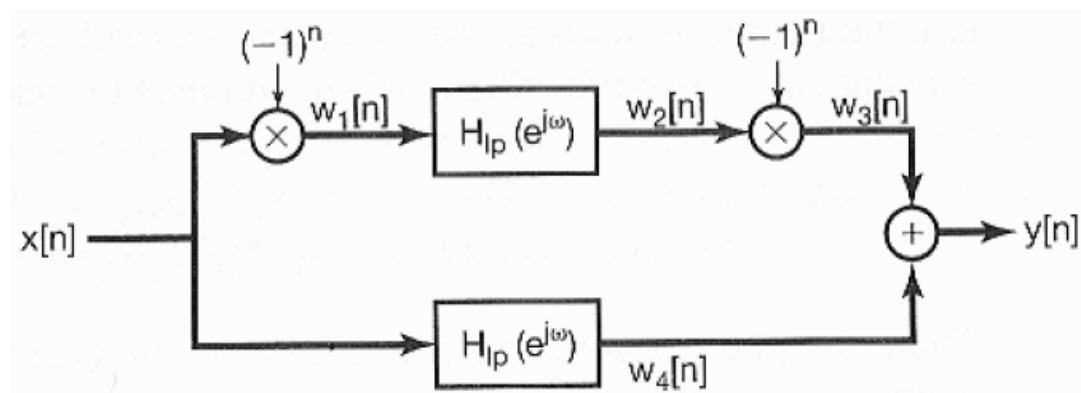 (−1)ⁿ
(−1)ⁿ
w₁[n]
w₂[n]
w₃[n]
H_lp (e^jω)
x[n]
y[n]
H_lp (e^jω)
w₄[n]